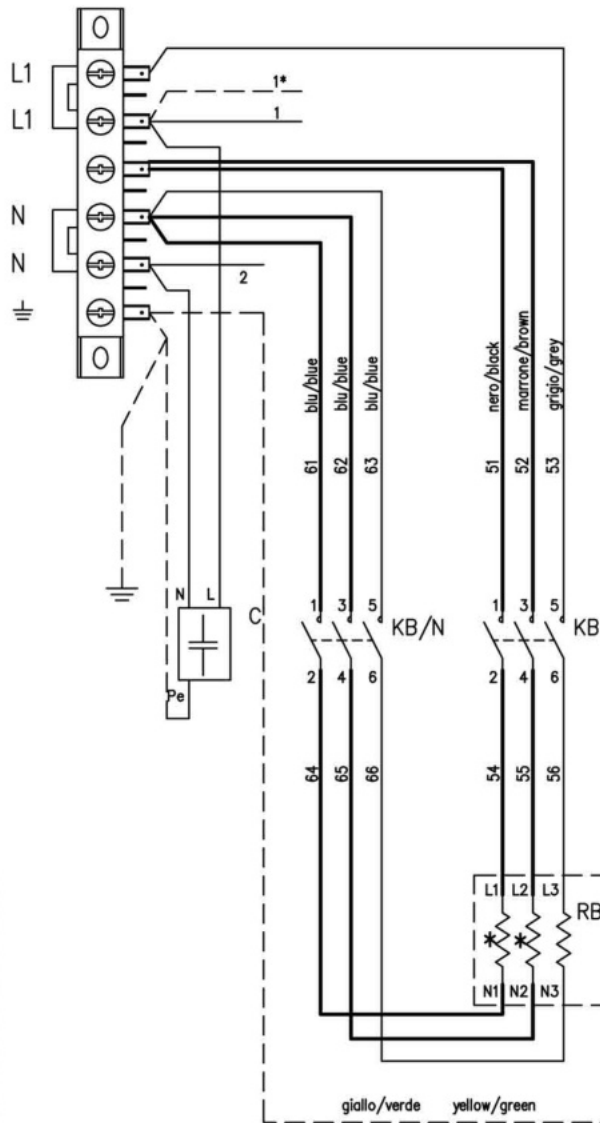 L1
1*
L1
1
N
N
2
blu/blue
blu/blue
blu/blue
nero/black
marrone/brown
grigio/grey
61
62
63
51
52
53
N L
C
1 3 5
KB/N
1 3 5
KB
2 4 6
2 4 6
Pe
64
65
66
54
55
56
L1 L2 L3
RB
* *
N1 N2 N3
giallo/verde yellow/green